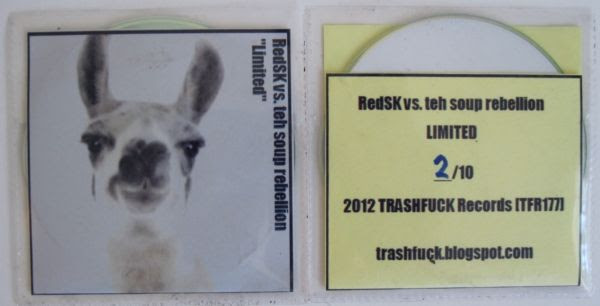 RedSK vs. teh soup rebellion
"Limited"
RedSK vs. teh soup rebellion
LIMITED
2/10
2012 TRASHFUCK Records [TFR177]
trashfuck.blogspot.com